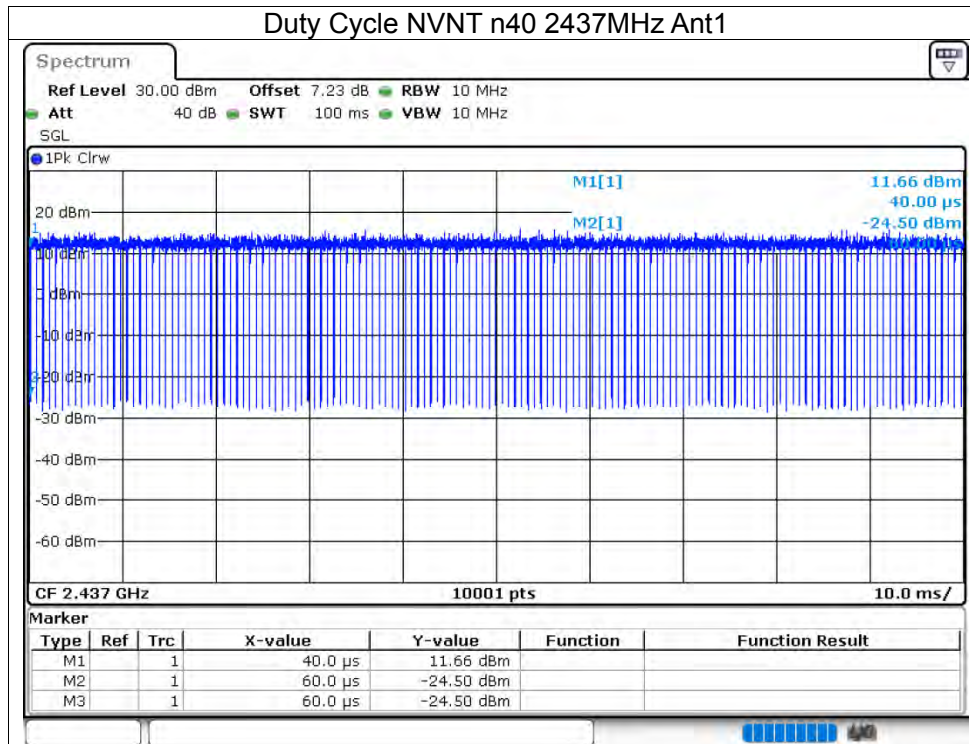 Duty Cycle NVNT n40 2437MHz Ant1
Spectrum
Ref Level 30.00 dBm Offset 7.23 dB RBW 10 MHz
Att 40 dB SWT 100 ms VBW 10 MHz
SGL
1Pk Clrw
M1[1] 11.66 dBm
40.00 µs
M2[1] -24.50 dBm
20 dBm
1
10 dBm
0 dBm
-10 dBm
-20 dBm
-30 dBm
-40 dBm
-50 dBm
-60 dBm
CF 2.437 GHz 10001 pts 10.0 ms/
Marker
Type Ref Trc X-value Y-value Function Function Result
M1 1 40.0 µs 11.66 dBm
M2 1 60.0 µs -24.50 dBm
M3 1 60.0 µs -24.50 dBm